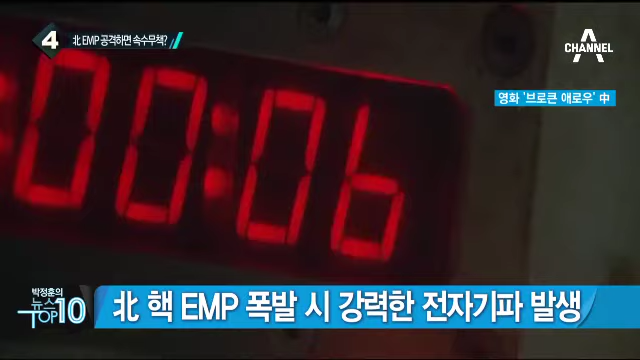 4 北 EMP 공격하면 속수무책?
CHANNEL A
영화 '브로큰 애로우' 中
:00:06
박정훈의
뉴스
TOP10
北 핵 EMP 폭발 시 강력한 전자기파 발생